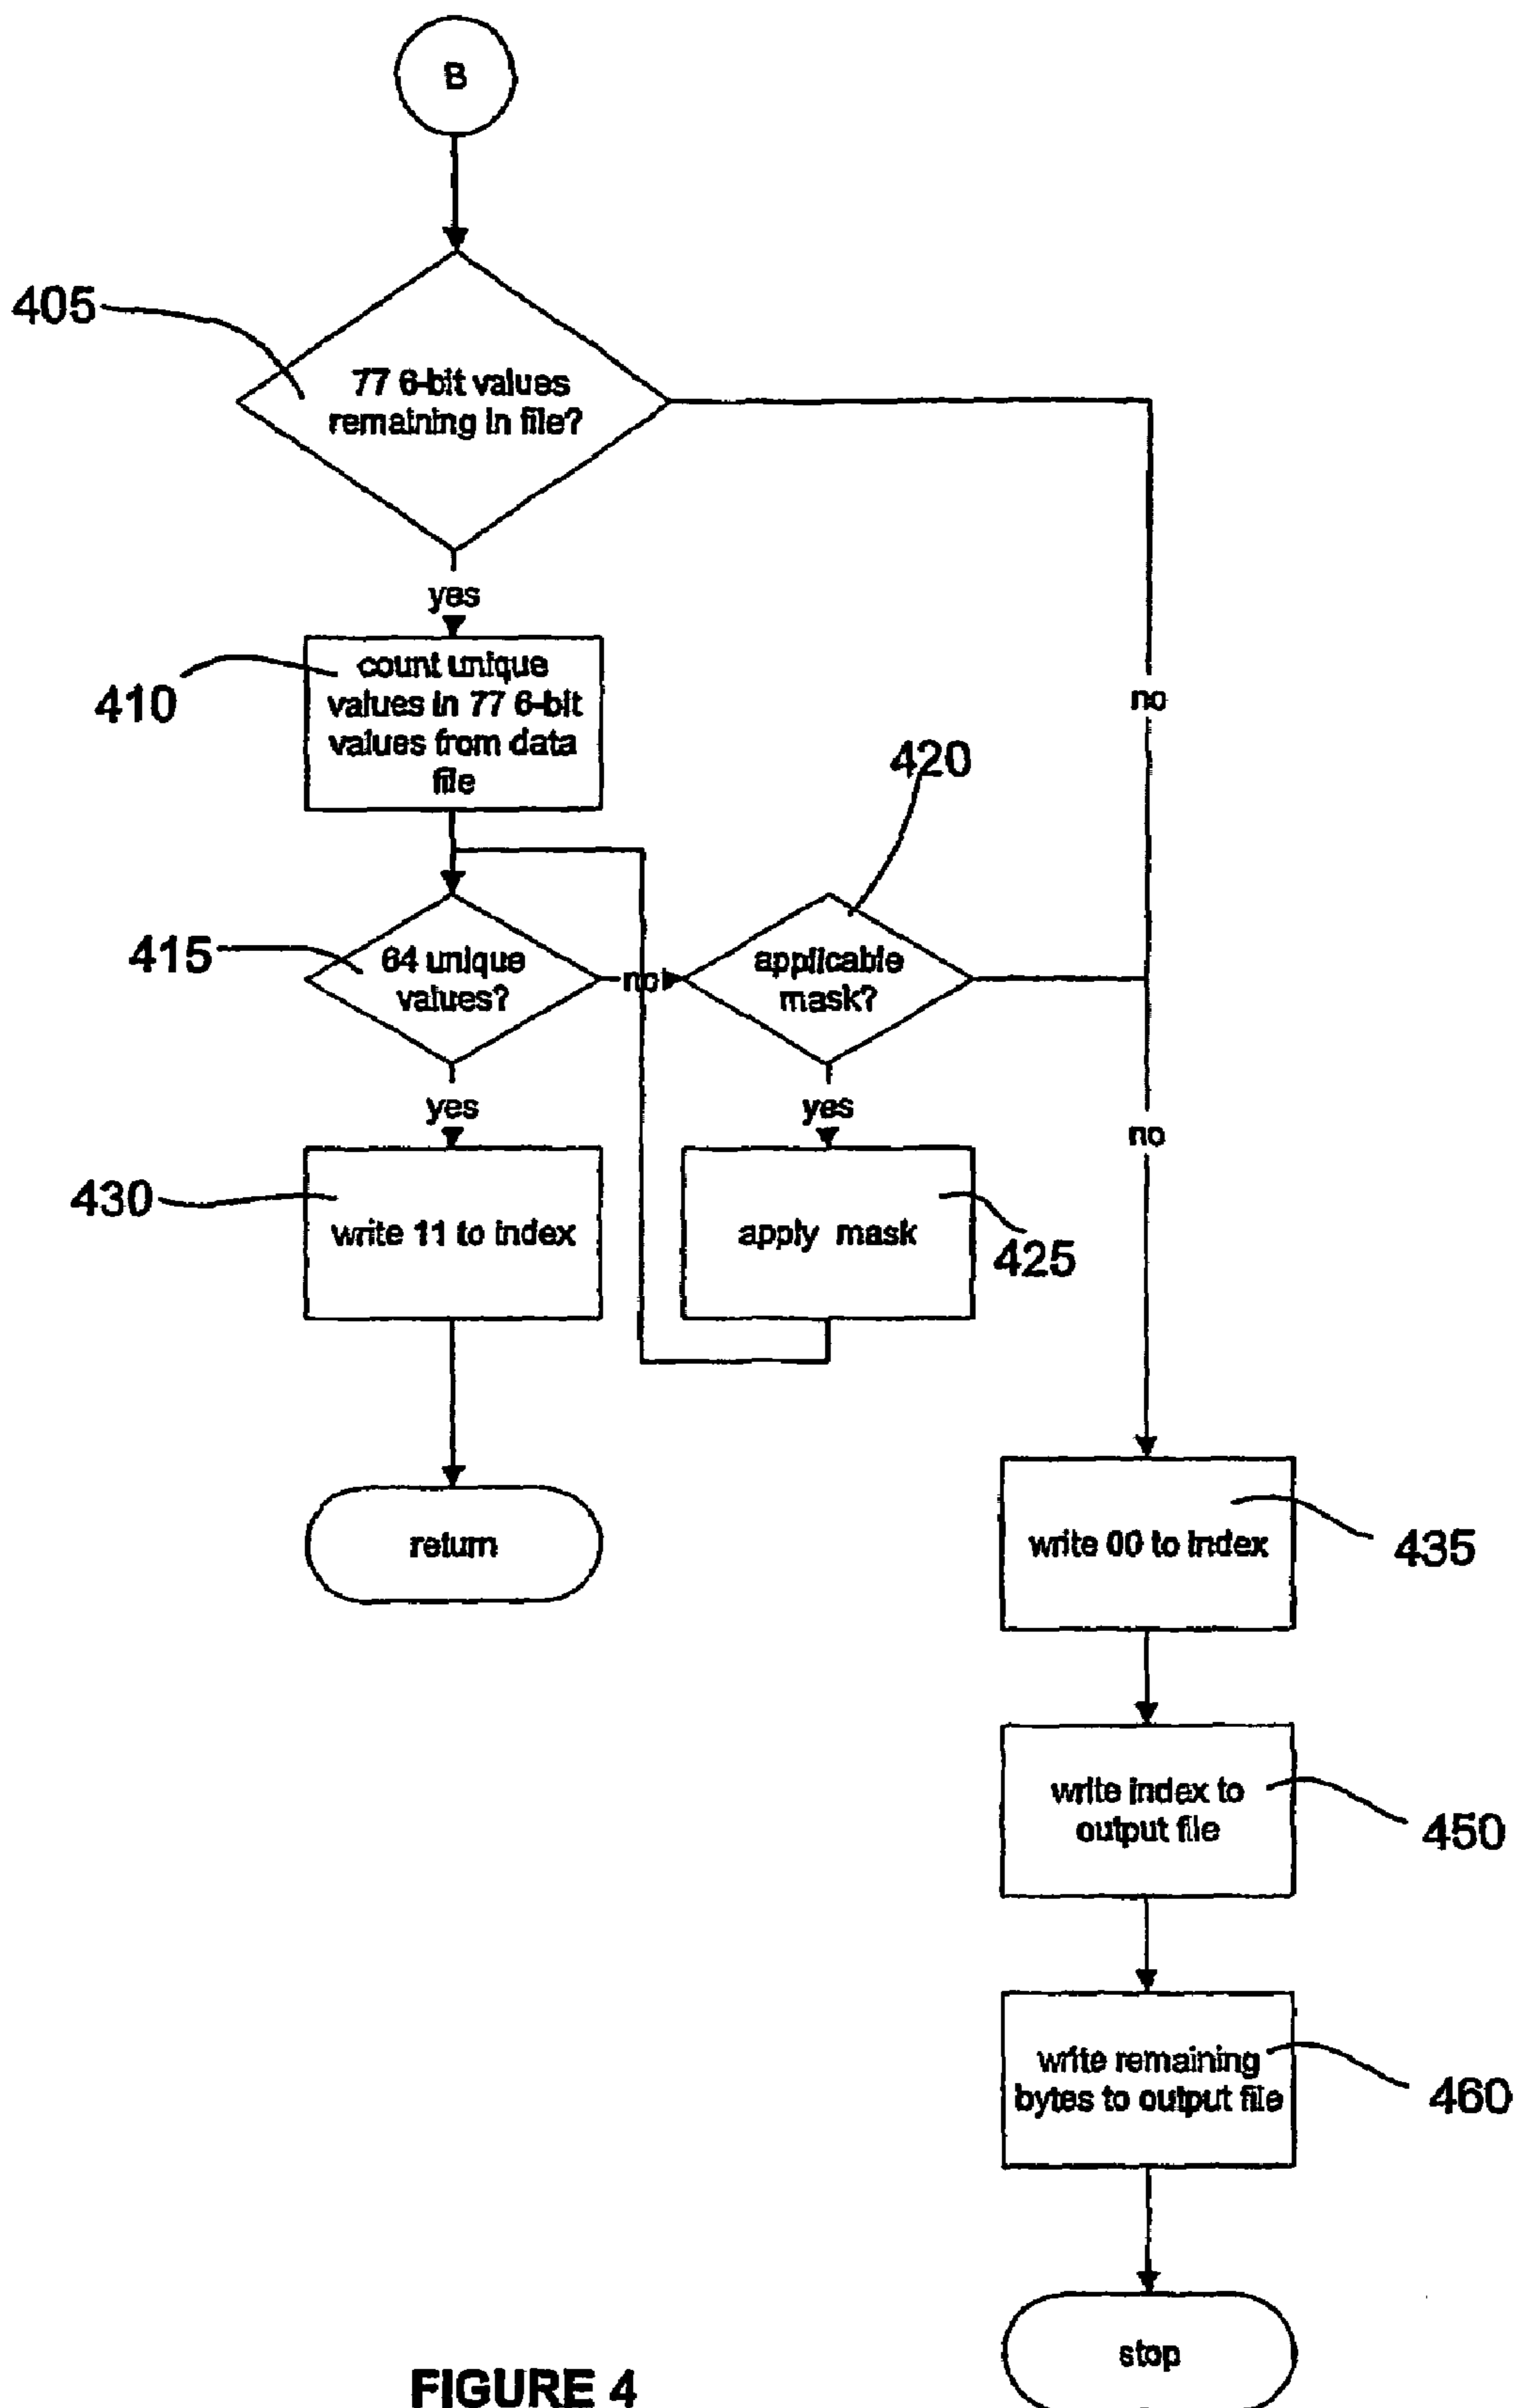 B
405
77 6-bit values
remaining in file?
yes
no
410
count unique
values in 77 6-bit
values from data
file
420
415
64 unique
values?
no
applicable
mask?
yes
yes
no
430
write 11 to index
apply mask
425
return
write 00 to index
435
write index to
output file
450
write remaining
bytes to output file
460
stop
FIGURE 4